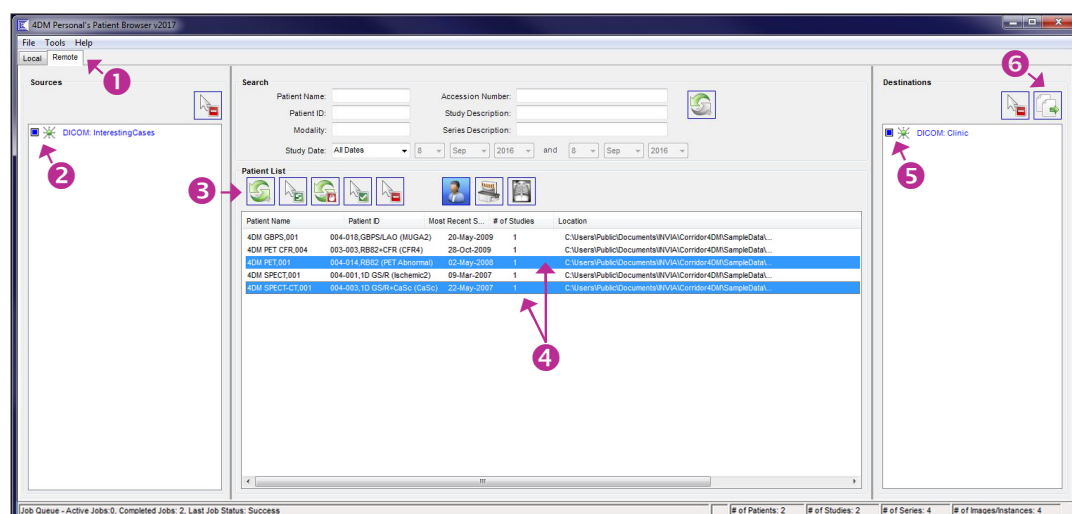 4DM Personal's Patient Browser v2017
File Tools Help
Local Remote
1
6
Sources
Search
Destinations
Patient Name:
Accession Number:
Patient ID:
Study Description:
Modality:
Series Description:
DICOM: InterestingCases
DICOM: Clinic
Study Date: All Dates 8 Sep 2016 and 8 Sep 2016
2
5
Patient List
3
Patient Name Patient ID Most Recent S... # of Studies Location
4DM GBPS,001 004-018,GBPS/LAO (MUGA2) 20-May-2009 1 C:\Users\Public\Documents\INVIA\Corridor4DM\SampleData\...
4DM PET CFR,004 003-003,RB82+CFR (CFR4) 28-Oct-2009 1 C:\Users\Public\Documents\INVIA\Corridor4DM\SampleData\...
4DM PET,001 004-014,RB82 (PET Abnormal) 02-May-2008 1 C:\Users\Public\Documents\INVIA\Corridor4DM\SampleData\...
4DM SPECT,001 004-001,1D GS/R (Ischemic2) 09-Mar-2007 1 C:\Users\Public\Documents\INVIA\Corridor4DM\SampleData\...
4DM SPECT-CT,001 004-003,1D GS/R+CaSc (CaSc) 22-May-2007 1 C:\Users\Public\Documents\INVIA\Corridor4DM\SampleData\...
4
Job Queue - Active Jobs:0, Completed Jobs: 2, Last Job Status: Success # of Patients: 2 # of Studies: 2 # of Series: 4 # of Images/Instances: 4